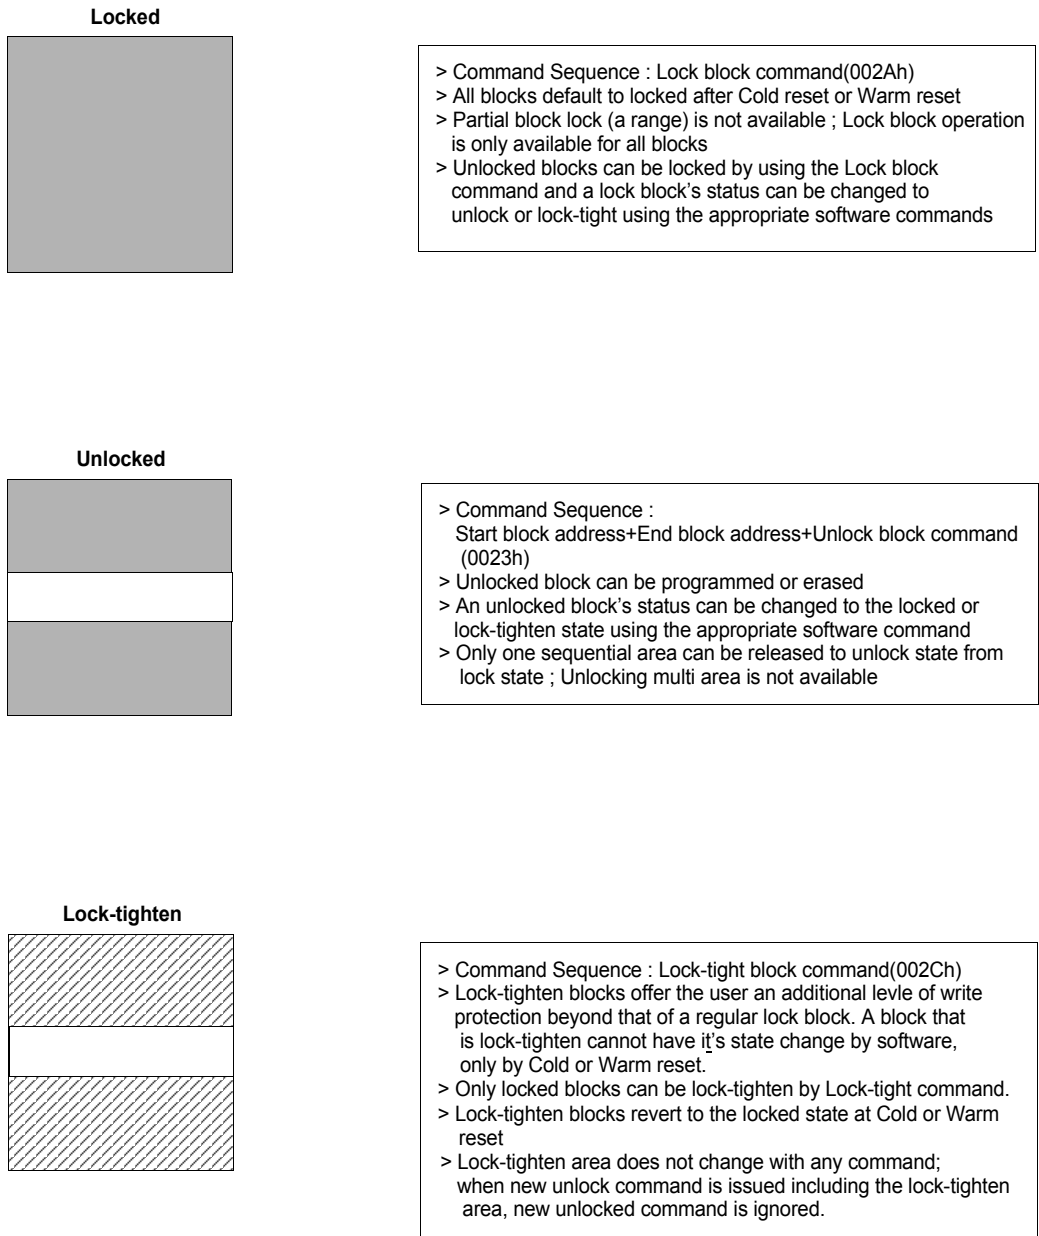 Locked
> Command Sequence : Lock block command(002Ah)
> All blocks default to locked after Cold reset or Warm reset
> Partial block lock (a range) is not available ; Lock block operation
is only available for all blocks
> Unlocked blocks can be locked by using the Lock block
command and a lock block’s status can be changed to
unlock or lock-tight using the appropriate software commands
Unlocked
> Command Sequence :
Start block address+End block address+Unlock block command
(0023h)
> Unlocked block can be programmed or erased
> An unlocked block’s status can be changed to the locked or
lock-tighten state using the appropriate software command
> Only one sequential area can be released to unlock state from
lock state ; Unlocking multi area is not available
Lock-tighten
> Command Sequence : Lock-tight block command(002Ch)
> Lock-tighten blocks offer the user an additional levle of write
protection beyond that of a regular lock block. A block that
is lock-tighten cannot have it’s state change by software,
only by Cold or Warm reset.
> Only locked blocks can be lock-tighten by Lock-tight command.
> Lock-tighten blocks revert to the locked state at Cold or Warm
reset
> Lock-tighten area does not change with any command;
when new unlock command is issued including the lock-tighten
area, new unlocked command is ignored.